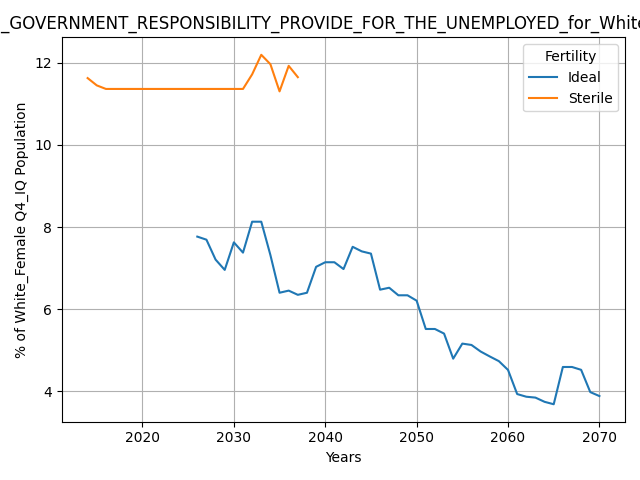 _GOVERNMENT_RESPONSIBILITY_PROVIDE_FOR_THE_UNEMPLOYED_for_White
Fertility
Ideal
Sterile
% of White_Female Q4_IQ Population
12
10
8
6
4
2020
2030
2040
2050
2060
2070
Years